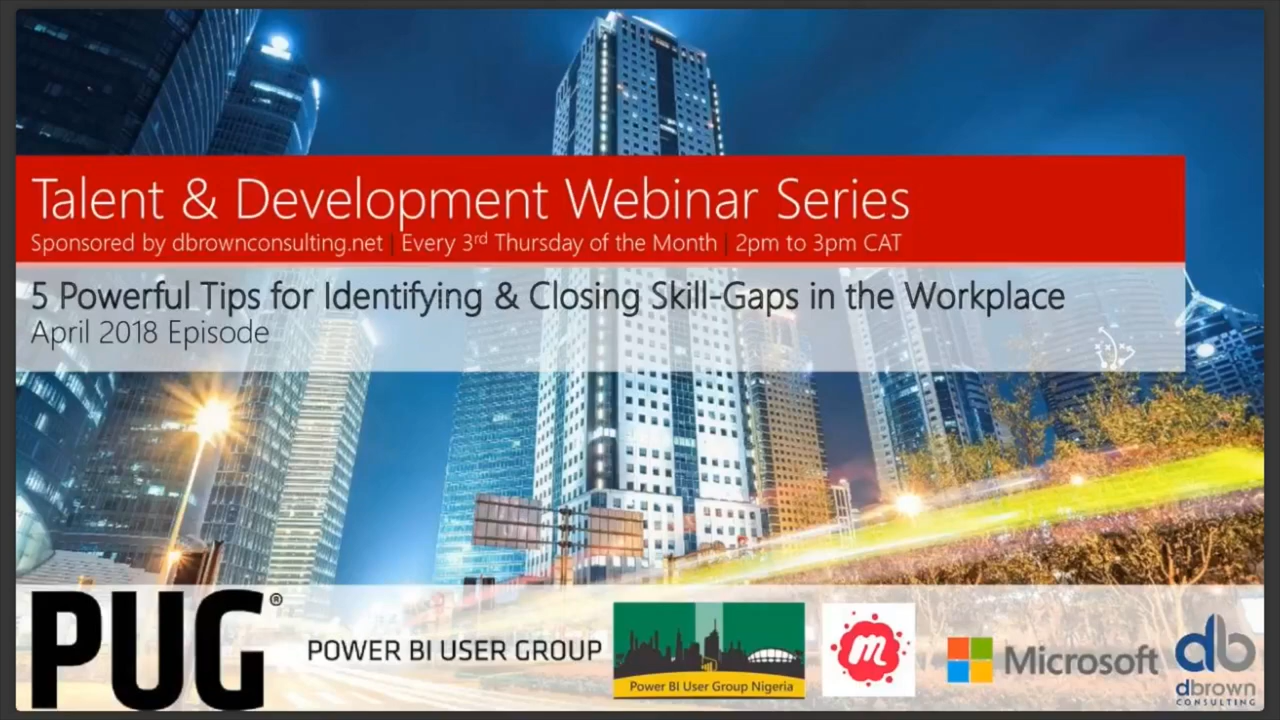 Talent & Development Webinar Series
Sponsored by dbrownconsulting.net | Every 3rd Thursday of the Month | 2pm to 3pm CAT
5 Powerful Tips for Identifying & Closing Skill-Gaps in the Workplace
April 2018 Episode
PUG®
POWER BI USER GROUP
Power BI User Group Nigeria
m
Microsoft
db
dbrown
CONSULTING